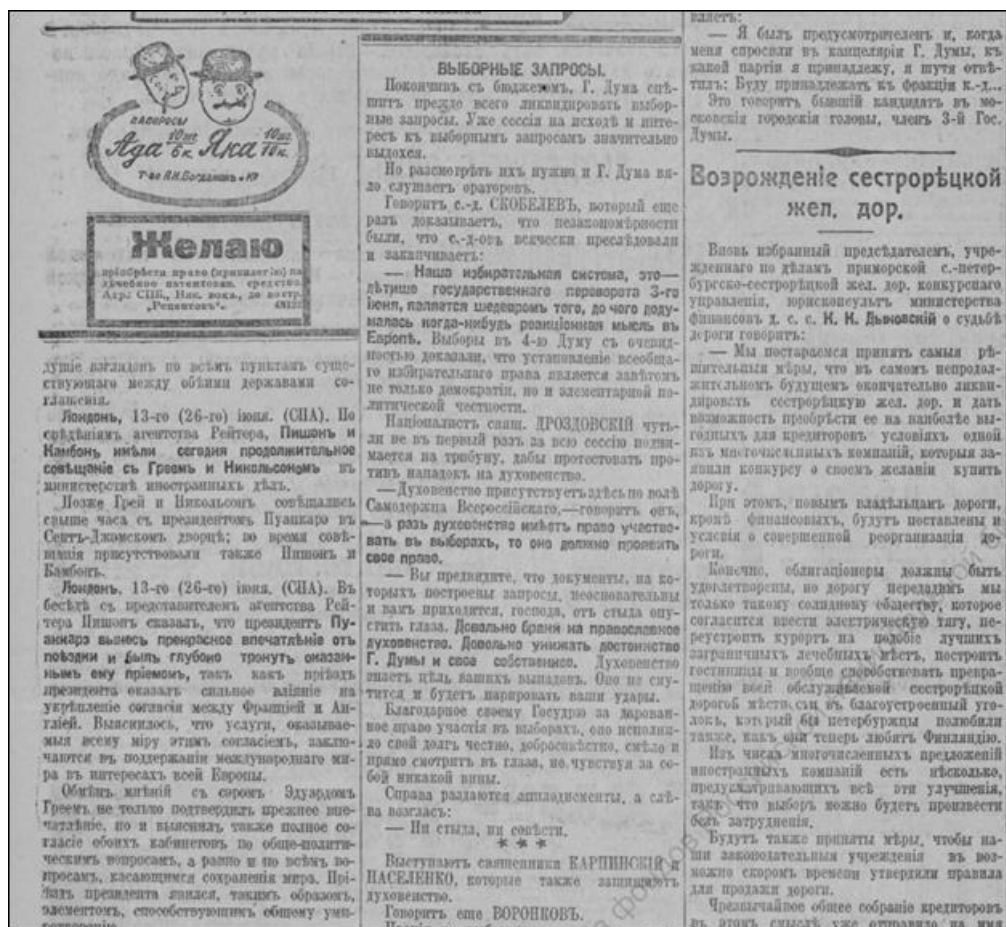 ПАПИРОСЫ
Ада 10 шт. 6 к. Яка 10 шт. 10 к.
Т-во Я.И. Богдановъ и Ко
Желаю
пріобрѣсти право (привилегію) на
лечебно патентован. средство.
Адр: СПБ., Ник. вокз., до востр.
„Репентокъ".
душіе взглядовъ по всѣмъ пунктамъ суще-
ствующаго между обѣими державами со-
глашенія.
Лондонъ, 13-го (26-го) іюня. (СПА). По
свѣдѣніямъ агентства Рейтера, Пишонъ и
Камбонъ имѣли сегодня продолжительное
совѣщаніе съ Греемъ и Никольсономъ въ
министерствѣ иностранныхъ дѣлъ.
Позже Грей и Никольсонъ совѣщались
свыше часа съ президентомъ Пуанкарэ въ
Сентъ-Джемскомъ дворцѣ; во время совѣ-
щанія присутствовали также Пишонъ и
Камбонъ.
Лондонъ, 13-го (26-го) іюня. (СПА). Въ
бесѣдѣ съ представителемъ агентства Рей-
тера Пишонъ сказалъ, что президентъ Пу-
анкарэ вынесъ прекрасное впечатлѣніе отъ
поѣздки и былъ глубоко тронутъ оказан-
нымъ ему пріемомъ, такъ какъ пріѣздъ
президента оказалъ сильное вліяніе на
укрѣпленіе согласія между Франціей и Ан-
гліей. Выяснилось, что услуги, оказывае-
мыя всему міру этимъ согласіемъ, заклю-
чаются въ поддержаніи международнаго ми-
ра въ интересахъ всей Европы.
Обмѣнъ мнѣній съ сэромъ Эдуардомъ
Греемъ не только подтвердилъ прежнее впе-
чатлѣніе, но и выяснилъ также полное со-
гласіе обоихъ кабинетовъ по обще-полити-
ческимъ вопросамъ, а равно и по всѣмъ во-
просамъ, касающимся сохраненія мира. Прі-
ѣздъ президента явился, такимъ образомъ,
элементомъ, способствующимъ общему уми-
ротворенію.
ВЫБОРНЫЕ ЗАПРОСЫ.
Покончивъ съ бюджетомъ, Г. Дума спѣ-
шитъ прежде всего ликвидировать выбор-
ные запросы. Уже сессія на исходѣ и инте-
ресъ къ выборнымъ запросамъ значительно
выдохся.
Но разсмотрѣть ихъ нужно и Г. Дума вя-
ло слушаетъ ораторовъ.
Говоритъ с.-д. СКОБЕЛЕВЪ, который еще
разъ доказываетъ, что незакономѣрности
были, что с.-д-овъ всячески преслѣдовали
и заканчиваетъ:
— Наша избирательная система, это—
дѣтище государственнаго переворота 3-го
іюня, является шедевромъ того, до чего доду-
малась когда-нибудь реакціонная мысль въ
Европѣ. Выборы въ 4-ю Думу съ очевид-
ностью доказали, что установленіе всеобща-
го избирательнаго права является завѣтомъ
не только демократіи, но и элементарной по-
литической честности.
Націоналистъ свящ. ДРОЗДОВСКІЙ чуть-
ли не въ первый разъ за всю сессію подни-
мается на трибуну, дабы протестовать про-
тивъ нападокъ на духовенство.
—Духовенство присутствуетъ здѣсь по волѣ
Самодержца Всероссійскаго,—говоритъ онъ,
—а разъ духовенство имѣетъ право участво-
вать въ выборахъ, то оно должно проявить
свое право.
— Вы предвидите, что документы, на ко-
торыхъ построены запросы, неосновательны
и вамъ приходится, господа, отъ стыда опу-
стить глаза. Довольно брани на православное
духовенство. Довольно унижать достоинство
Г. Думы и свое собственное. Духовенство
знаетъ цѣль вашихъ выпадовъ. Оно не сму-
тится и будетъ парировать ваши удары.
Благодарное своему Государю за дарован-
ное право участія въ выборахъ, оно исполни-
ло свой долгъ честно, добросовѣстно, смѣло и
прямо смотритъ въ глаза, не чувствуя за со-
бой никакой вины.
Справа раздаются апплодисменты, а слѣ-
ва возгласъ:
— Ни стыда, ни совѣсти.
* * *
Выступаютъ священники КАРПИНСКІЙ и
НАСЕЛЕНКО, которые также защищаютъ
духовенство.
Говоритъ еще ВОРОНКОВЪ.
вляетъ:
— Я былъ предусмотрителенъ и, когда
меня спросили въ канцеляріи Г. Думы, къ
какой партіи я принадлежу, я шутя отвѣ-
тилъ: Буду принадлежать къ фракціи к.-д...
Это говоритъ бывшій кандидатъ въ мо-
сковскія городскія головы, членъ 3-й Гос.
Думы.
Возрожденіе сестрорѣцкой
жел. дор.
Вновь избранный предсѣдателемъ, учре-
жденнаго по дѣламъ приморской с.-петер-
бургско-сестрорѣцкой жел. дор. конкурснаго
управленія, юрисконсультъ министерства
финансовъ д. с. с. К. К. Дыновскій о судьбѣ
дороги говоритъ:
— Мы постараемся принять самыя рѣ-
шительныя мѣры, что въ самомъ непродол-
жительномъ будущемъ окончательно ликви-
дировать сестрорѣцкую жел. дор. и дать
возможность пріобрѣсти ее на наиболѣе вы-
годныхъ для кредиторовъ условіяхъ одной
изъ многочисленныхъ компаній, которыя за-
явили конкурсу о своемъ желаніи купить
дорогу.
При этомъ, новымъ владѣльцамъ дороги,
кромѣ финансовыхъ, будутъ поставлены и
условія о совершенной реорганизаціи до-
роги.
Конечно, облигаціонеры должны быть
удовлетворены, но дорогу передадимъ мы
только такому солидному обществу, которое
согласится ввести электрическую тягу, пе-
реустроить курортъ на подобіе лучшихъ
заграничныхъ лечебныхъ мѣстъ, построить
гостиницы и вообще способствовать превра-
щенію всей обслуживаемой сестрорѣцкой
дорогой мѣстности въ благоустроенный уго-
локъ, который бы петербуржцы полюбили
также, какъ они теперь любятъ Финляндію.
Изъ числа многочисленныхъ предложеній
иностранныхъ компаній есть нѣсколько,
предусматривающихъ всѣ эти улучшенія,
такъ что выборъ можно будетъ произвести
безъ затрудненія.
Будутъ также приняты мѣры, чтобы на-
ши законодательныя учрежденія въ воз-
можно скоромъ времени утвердили правила
для продажи дороги.
Чрезвычайное общее собраніе кредиторовъ
въ этомъ смыслѣ уже отправило на имя